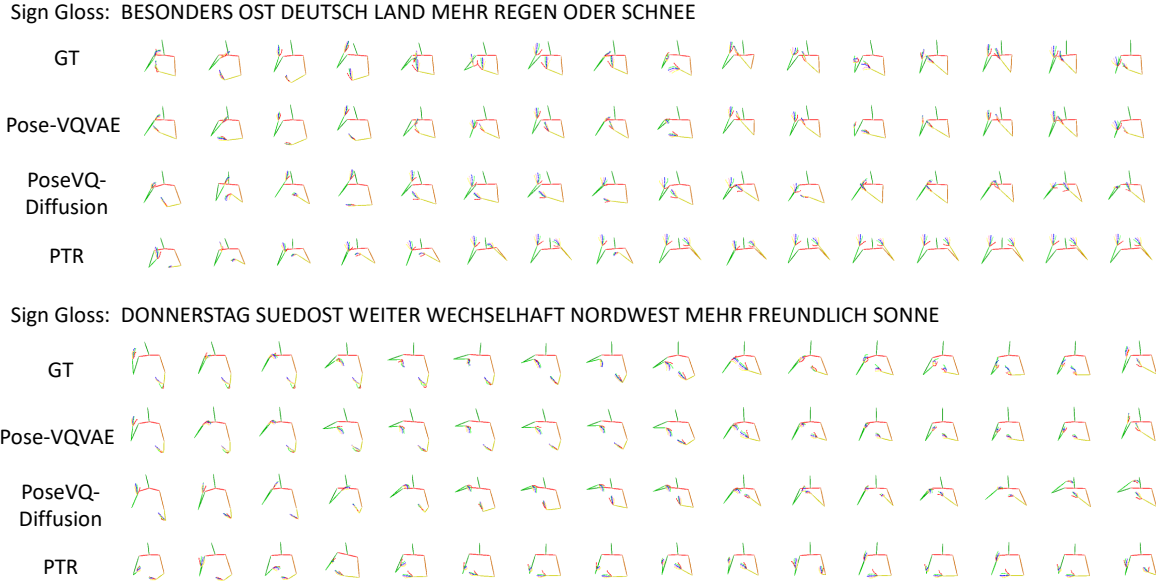 Sign Gloss: BESONDERS OST DEUTSCH LAND MEHR REGEN ODER SCHNEE
GT
Pose-VQVAE
PoseVQ-
Diffusion
PTR
Sign Gloss: DONNERSTAG SUEDOST WEITER WECHSELHAFT NORDWEST MEHR FREUNDLICH SONNE
GT
Pose-VQVAE
PoseVQ-
Diffusion
PTR